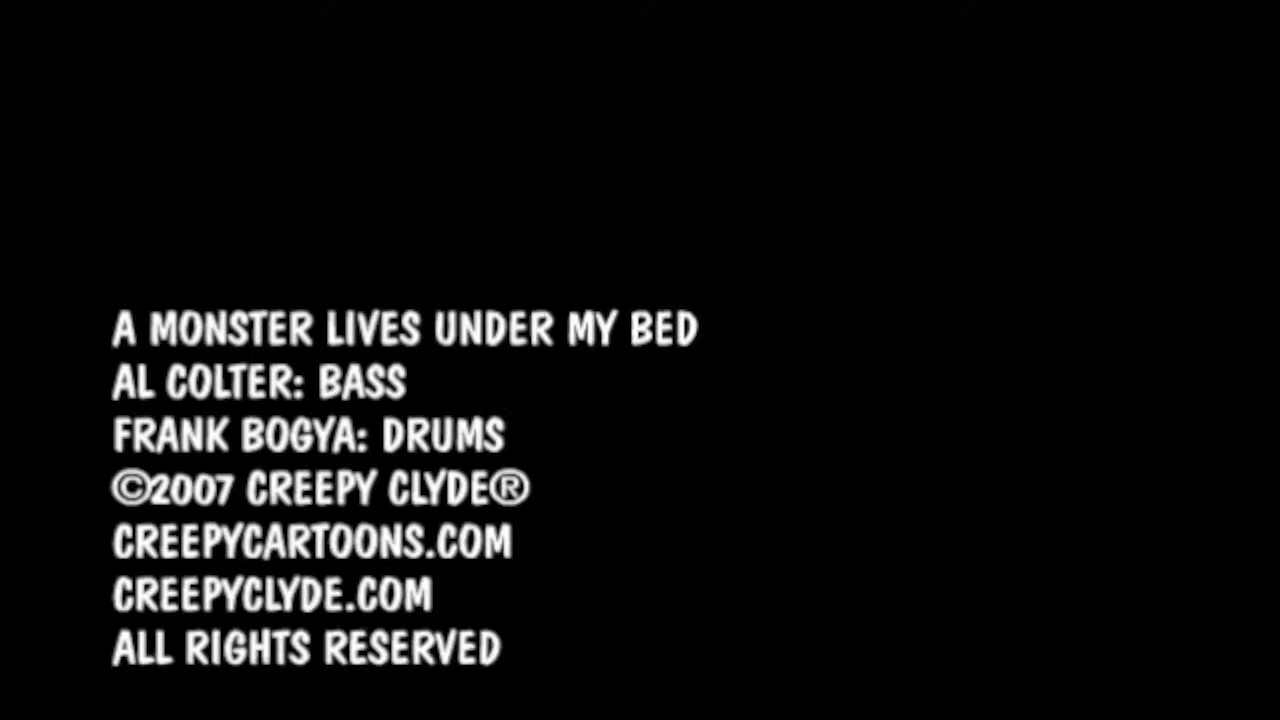 A MONSTER LIVES UNDER MY BED
AL COLTER: BASS
FRANK BOGYA: DRUMS
©2007 CREEPY CLYDE®
CREEPYCARTOONS.COM
CREEPYCLYDE.COM
ALL RIGHTS RESERVED